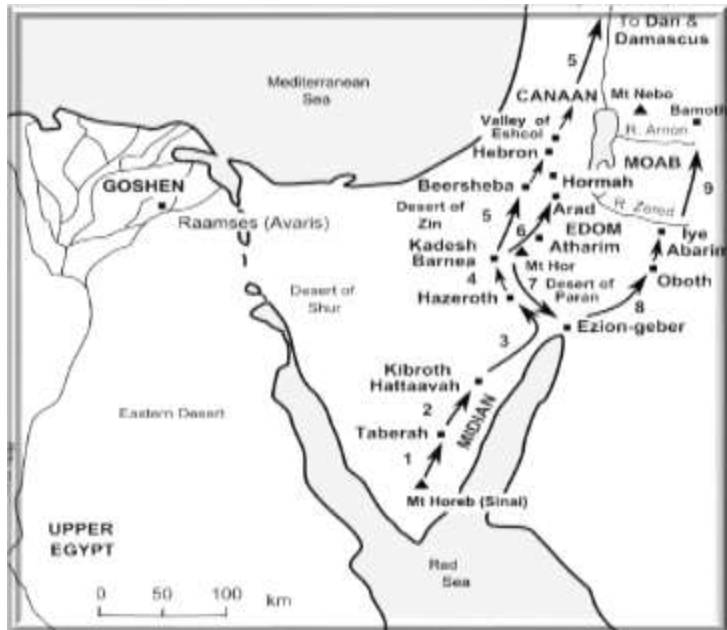 To Dan &
Damascus
5
Mediterranean
Sea
CANAAN
Mt Nebo
Bamoth
Valley of
Eshcol
R. Arnon
Hebron
MOAB
9
GOSHEN
Beersheba
Hormah
Raamses (Avaris)
Desert of
Zin
5
Arad
R. Zered
6
EDOM
Iye
Abarim
Kadesh
Barnea
Atharim
Mt Hor
4
7
Desert of
Paran
Oboth
Desert of
Shur
Hazeroth
8
Ezion-geber
3
Kibroth
Hattaavah
Eastern Desert
2
MIDIAN
Taberah
1
Mt Horeb (Sinai)
UPPER
EGYPT
Red
Sea
0 50 100 km